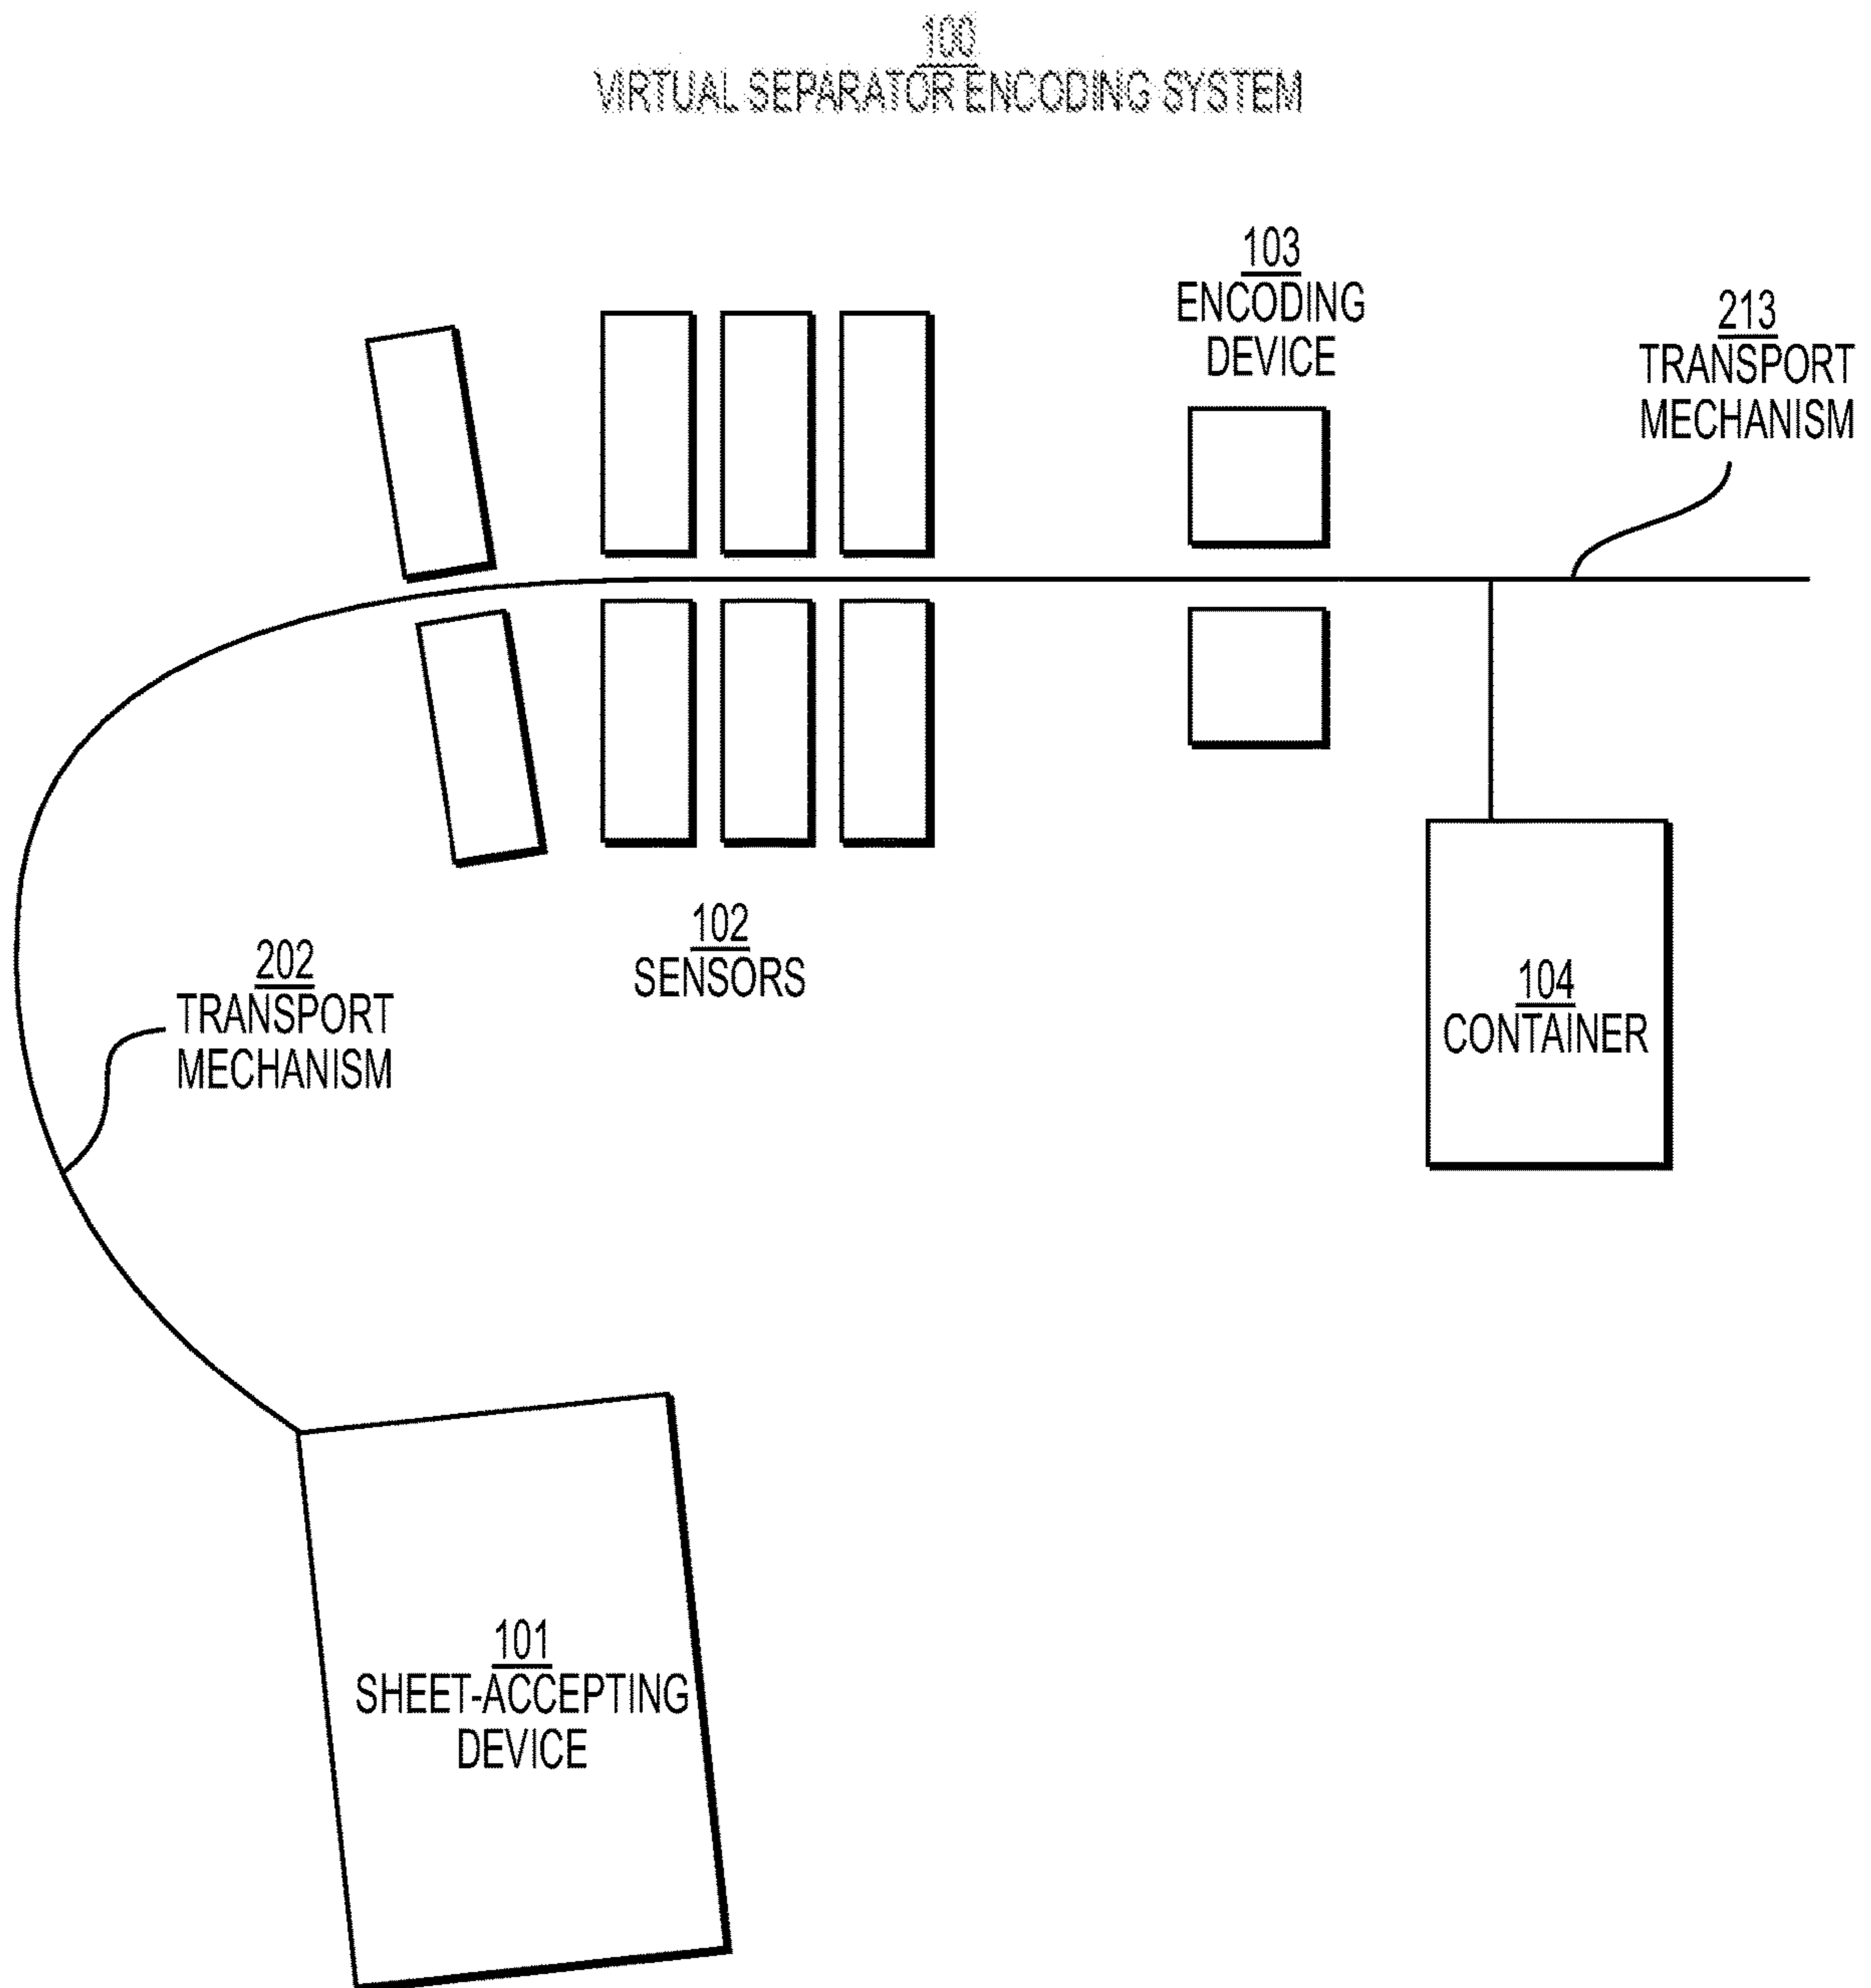 100
VIRTUAL SEPARATOR ENCODING SYSTEM
103
ENCODING
DEVICE
213
TRANSPORT
MECHANISM
102
SENSORS
202
TRANSPORT
MECHANISM
104
CONTAINER
101
SHEET-ACCEPTING
DEVICE